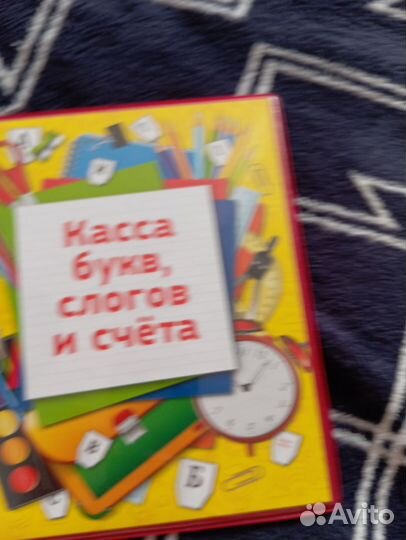 Касса
букв,
слогов
и счёта
Б
Avito